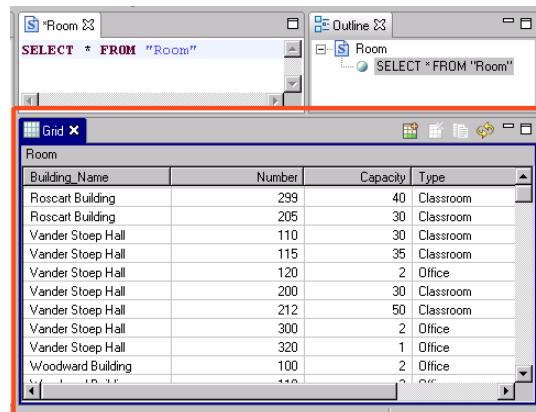 *Room
Outline
SELECT * FROM "Room"
Room
SELECT * FROM "Room"
Grid
Room
Building_Name Number Capacity Type
Roscart Building 299 40 Classroom
Roscart Building 205 30 Classroom
Vander Stoep Hall 110 30 Classroom
Vander Stoep Hall 115 35 Classroom
Vander Stoep Hall 120 2 Office
Vander Stoep Hall 200 30 Classroom
Vander Stoep Hall 212 50 Classroom
Vander Stoep Hall 300 2 Office
Vander Stoep Hall 320 1 Office
Woodward Building 100 2 Office